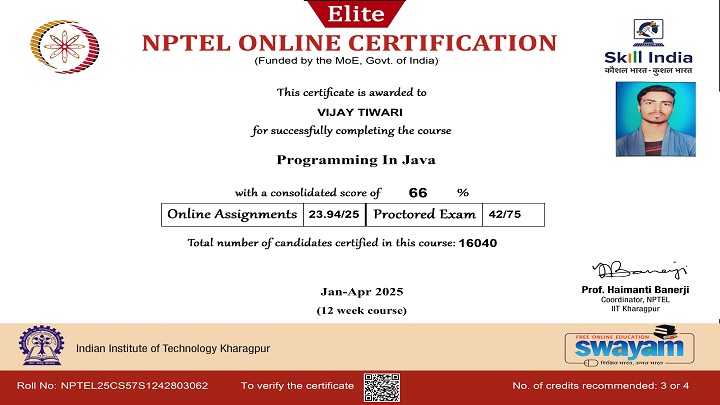 Elite
NPTEL ONLINE CERTIFICATION
(Funded by the MoE, Govt. of India)
Skill India
कौशल भारत - कुशल भारत
This certificate is awarded to
VIJAY TIWARI
for successfully completing the course
Programming In Java
with a consolidated score of 66 %
Online Assignments 23.94/25 Proctored Exam 42/75
Total number of candidates certified in this course: 16040
Jan-Apr 2025
(12 week course)
Prof. Haimanti Banerji
Coordinator, NPTEL
IIT Kharagpur
Indian Institute of Technology Kharagpur
FREE ONLINE EDUCATION
swayam
शिक्षित भारत, उन्नत भारत
Roll No: NPTEL25CS57S1242803062 To verify the certificate No. of credits recommended: 3 or 4